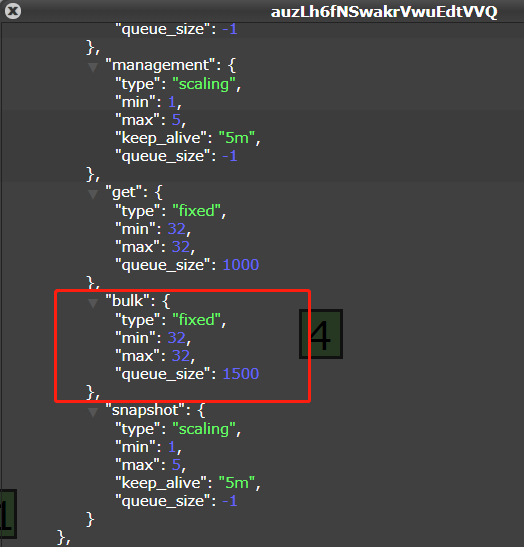 auzLh6fNSwakrVwuEdtVVQ
"queue_size": -1
},
"management": {
"type": "scaling",
"min": 1,
"max": 5,
"keep_alive": "5m",
"queue_size": -1
},
"get": {
"type": "fixed",
"min": 32,
"max": 32,
"queue_size": 1000
},
"bulk": {
"type": "fixed",
"min": 32,
"max": 32,
"queue_size": 1500
},
4
"snapshot": {
"type": "scaling",
"min": 1,
"max": 5,
"keep_alive": "5m",
"queue_size": -1
}
1
},